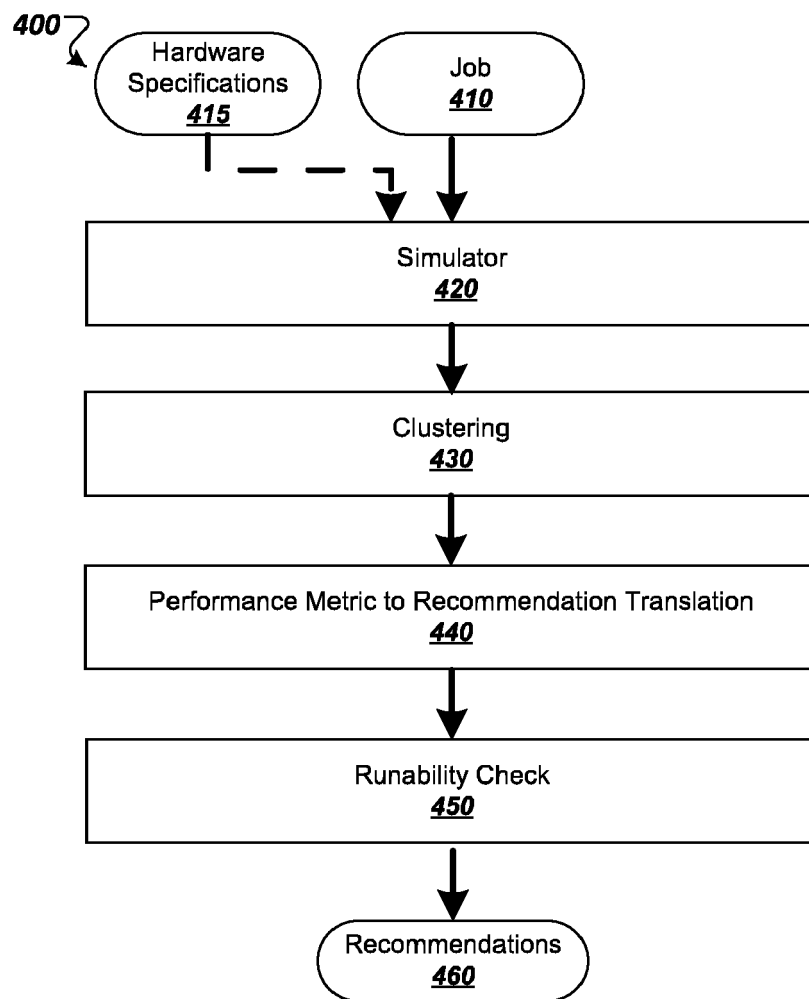 400
Hardware
Specifications
415
Job
410
Simulator
420
Clustering
430
Performance Metric to Recommendation Translation
440
Runability Check
450
Recommendations
460